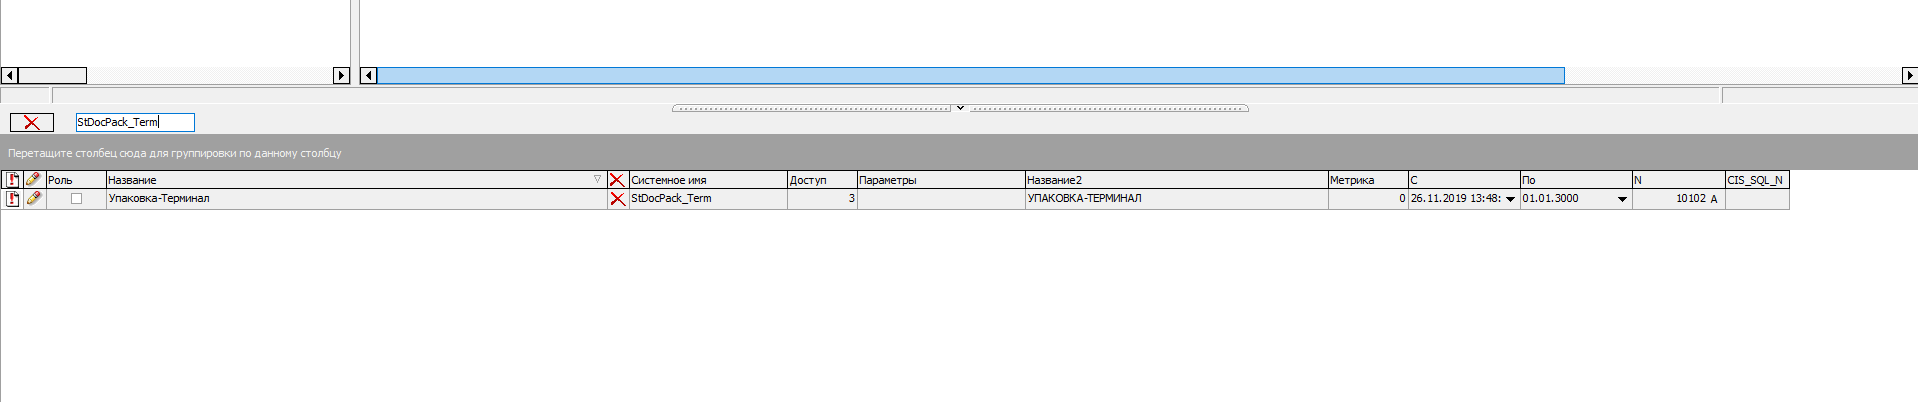 StDocPack_Term
Перетащите столбец сюда для группировки по данному столбцу
Роль Название Системное имя Доступ Параметры Название2 Метрика С По N CIS_SQL_N
Упаковка-Терминал StDocPack_Term 3 УПАКОВКА-ТЕРМИНАЛ 0 26.11.2019 13:48: 01.01.3000 10102 А